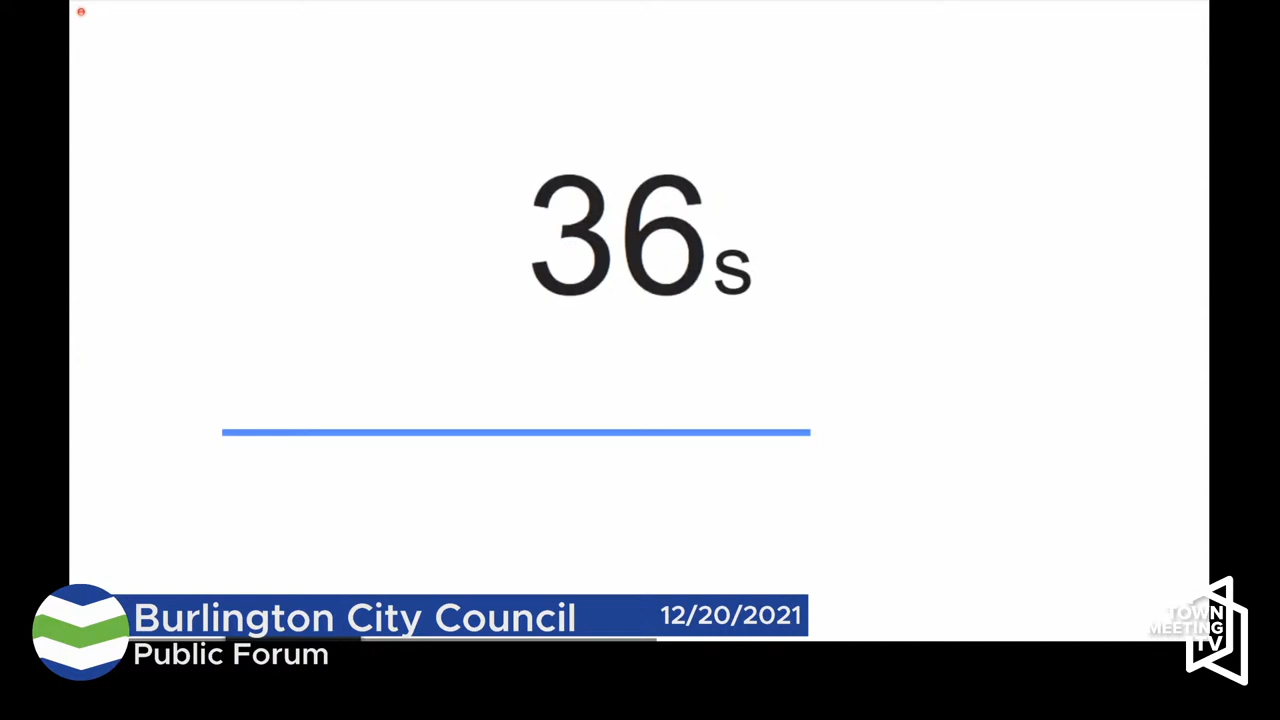 36s
Burlington City Council 12/20/2021
Public Forum
TOWN
MEETING
TV